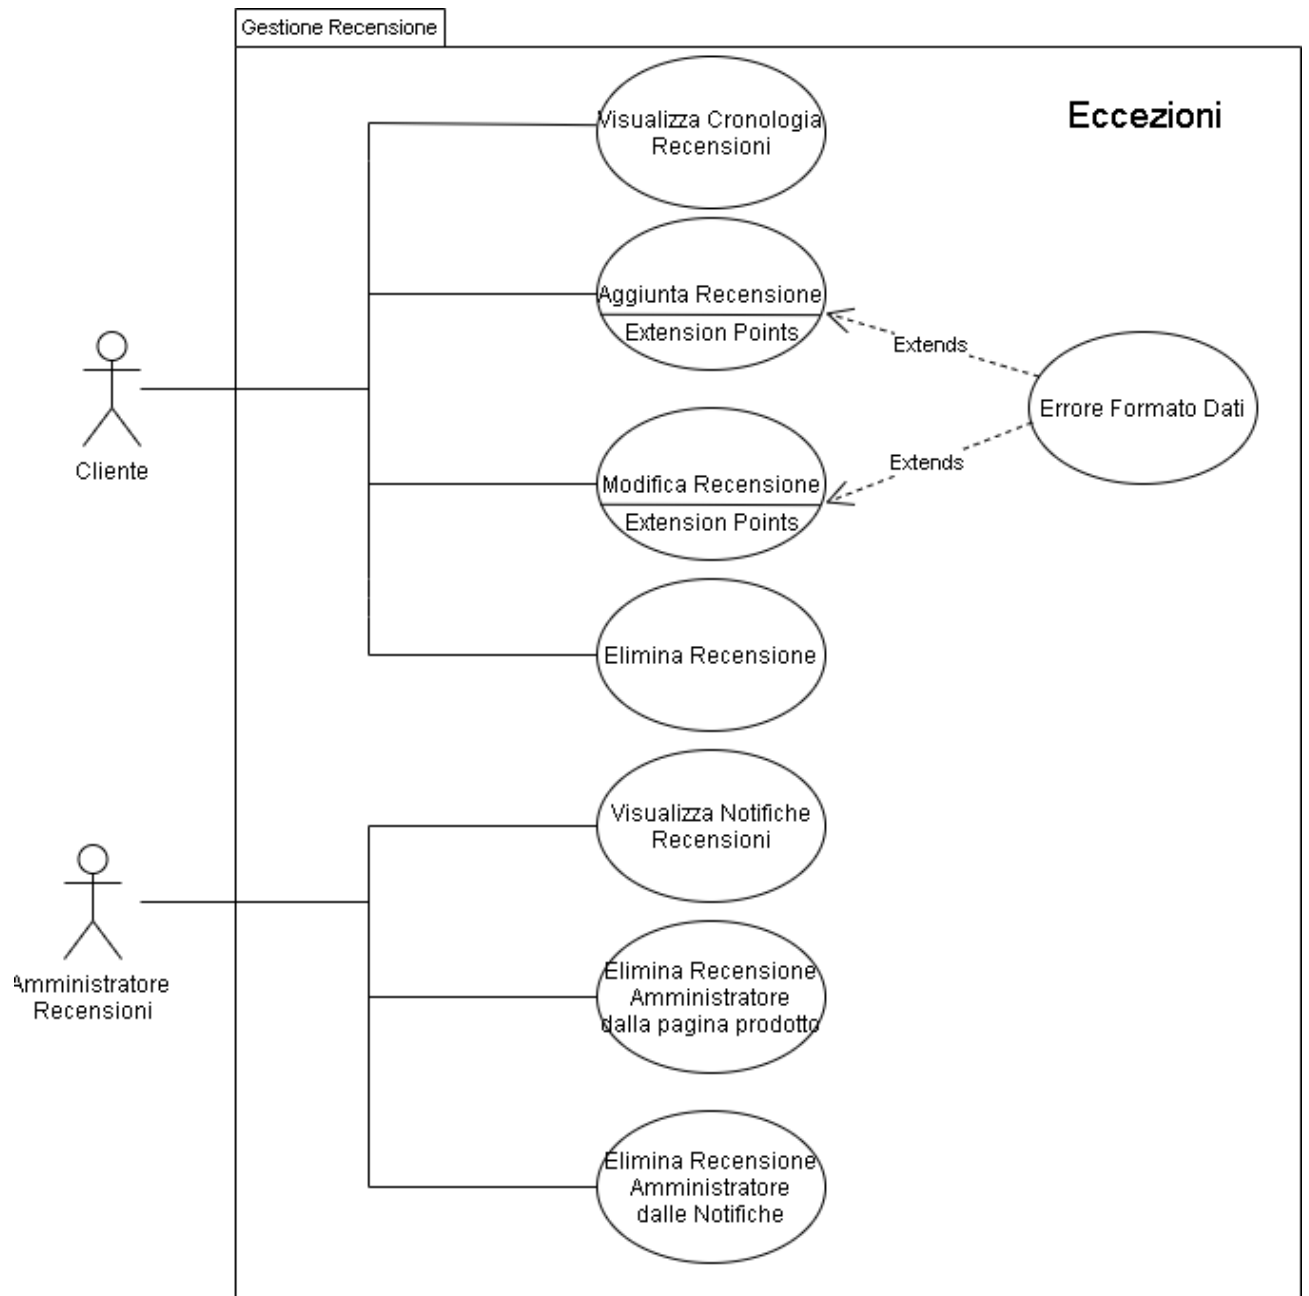 Gestione Recensione
Eccezioni
Visualizza Cronologia
Recensioni
Aggiunta Recensione
Extension Points
Extends
Errore Formato Dati
Cliente
Modifica Recensione
Extension Points
Extends
Elimina Recensione
Visualizza Notifiche
Recensioni
Amministratore
Recensioni
Elimina Recensione
Amministratore
dalla pagina prodotto
Elimina Recensione
Amministratore
dalle Notifiche